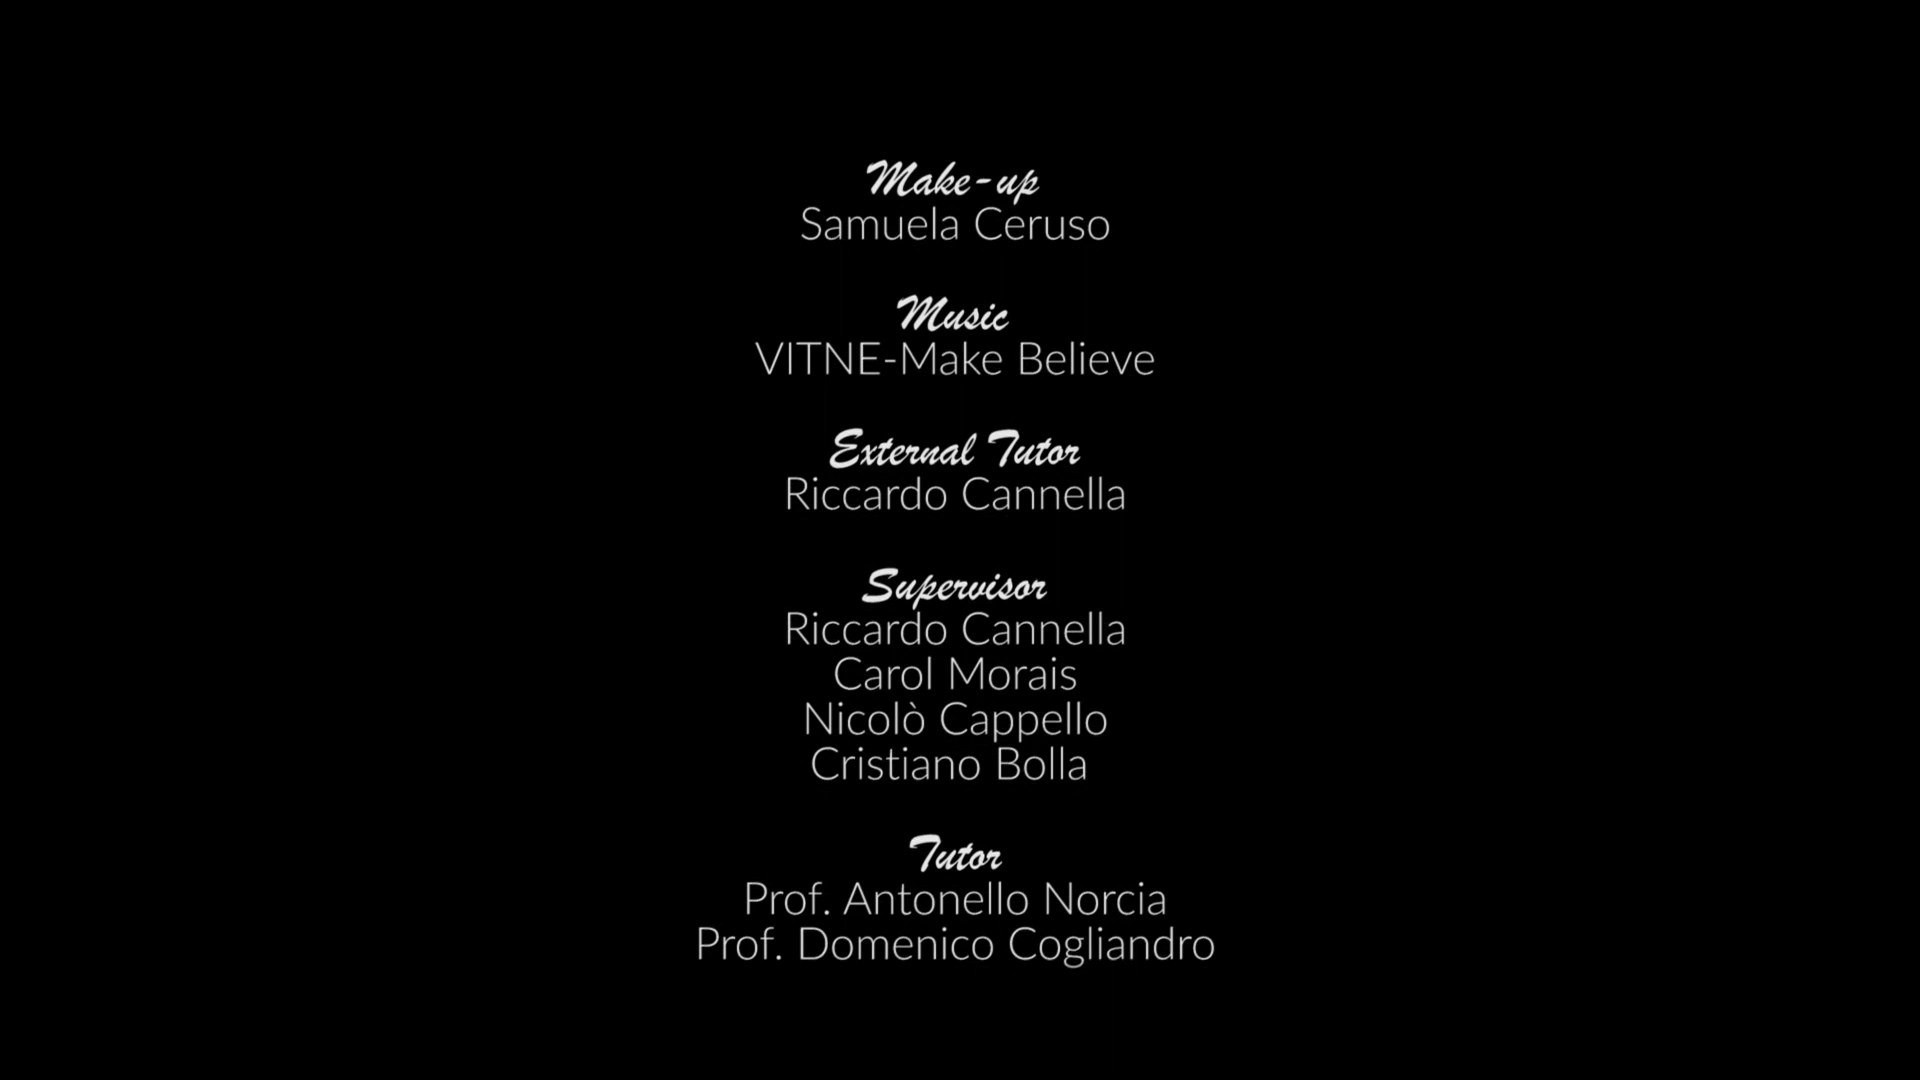 Make-up
Samuela Ceruso
Music
VITNE-Make Believe
External Tutor
Riccardo Cannella
Supervisor
Riccardo Cannella
Carol Morais
Nicolò Cappello
Cristiano Bolla
Tutor
Prof. Antonello Norcia
Prof. Domenico Cogliandro